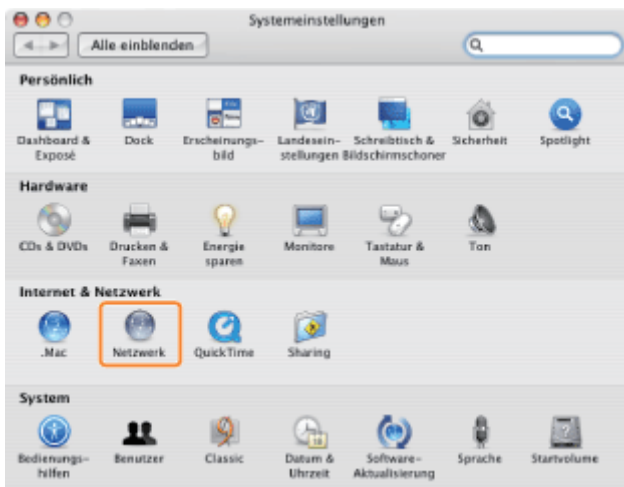 Systemeinstellungen
Alle einblenden
Persönlich
Dashboard & Exposé
Dock
Erscheinungs-bild
Landesein-stellungen
Schreibtisch & Bildschirmschoner
Sicherheit
Spotlight
Hardware
CDs & DVDs
Drucken & Faxen
Energie sparen
Monitore
Tastatur & Maus
Ton
Internet & Netzwerk
.Mac
Netzwerk
QuickTime
Sharing
System
Bedienungs-hilfen
Benutzer
Classic
Datum & Uhrzeit
Software-Aktualisierung
Sprache
Startvolume